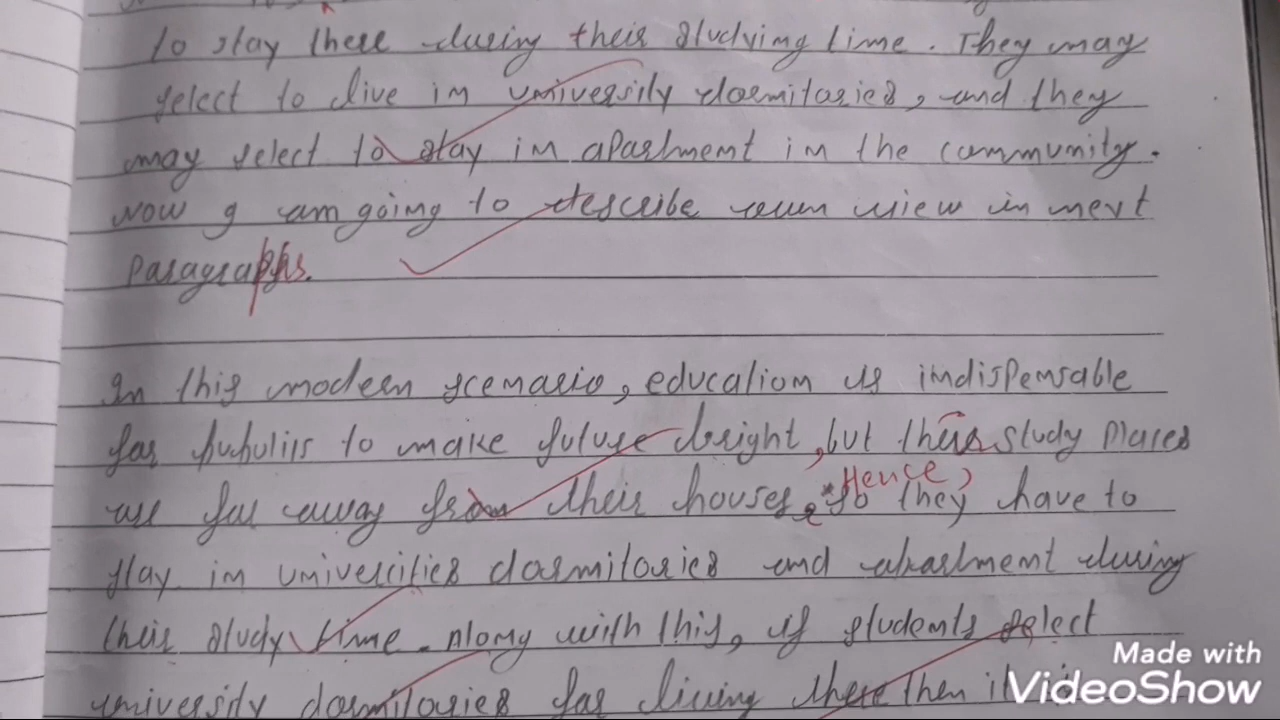 to stay there during their studying time. They may
select to live in university dormitories, and they
may select to stay in apartment in the community.
Now I am going to describe own view in next
Paragraphs.
In this modern scenario, education is indispensable
for to make future bright, but their study places
are far away from their houses. Hence, so they have to
stay in universities dormitories and apartment during
their study time. Along with this, if students select
university dormitories for living there then it is
Made with
VideoShow